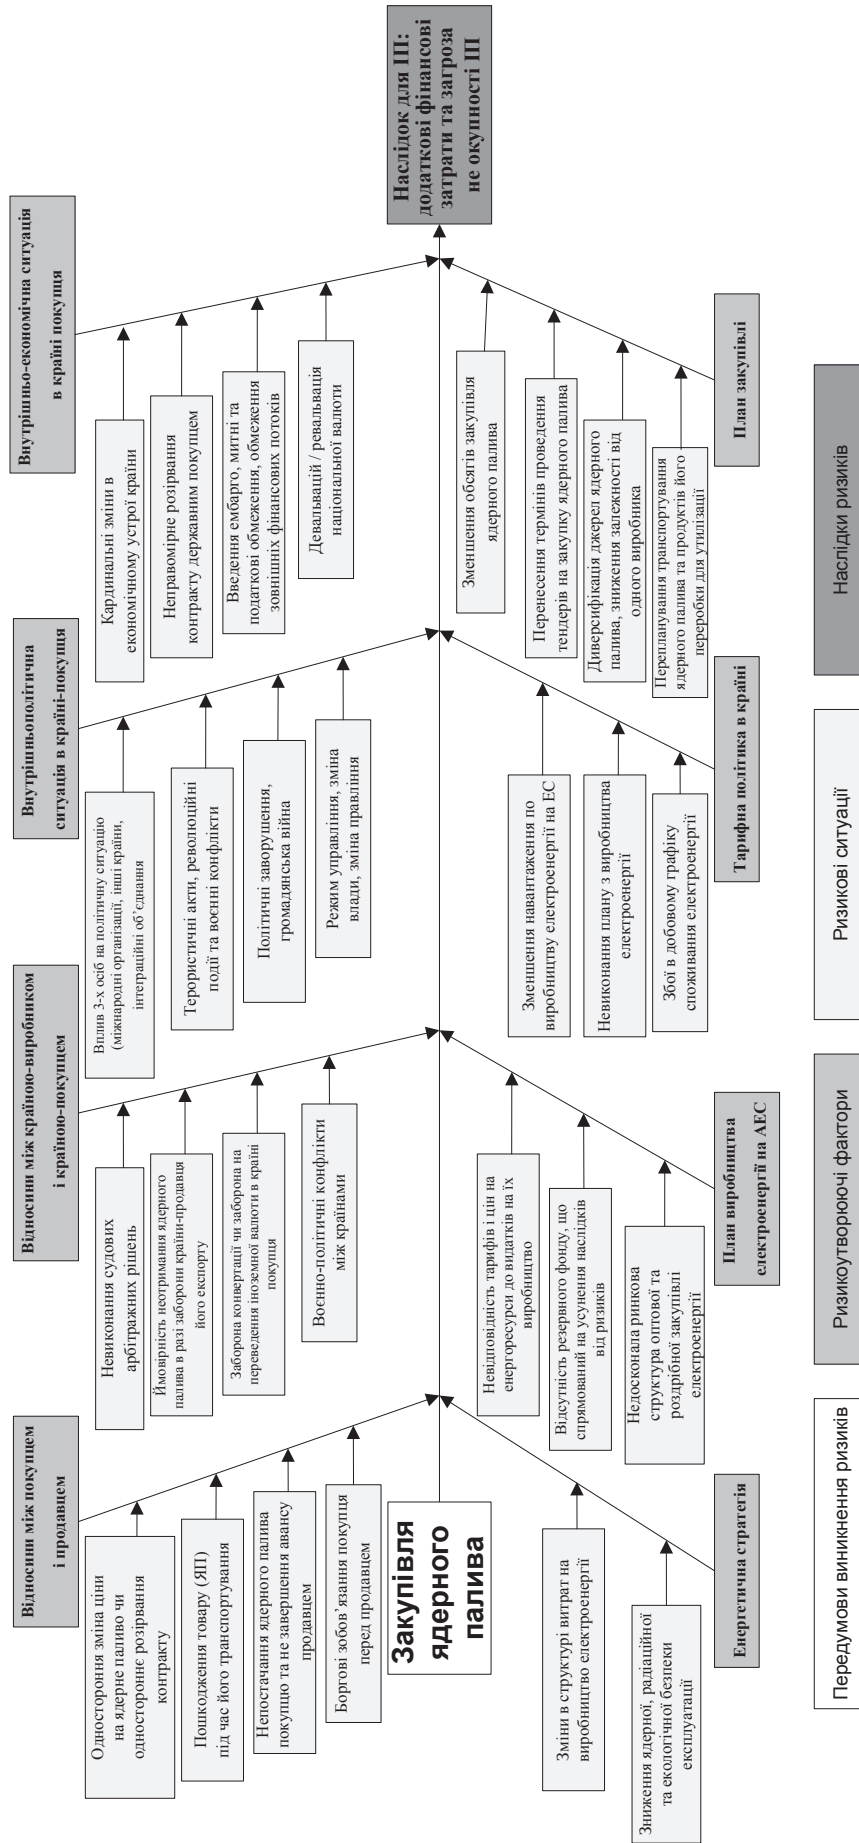 Відносини між покупцем
і продавцем
Одностороння зміна ціни
на ядерне паливо чи
одностороннє розірвання
контракту
Пошкодження товару (ЯП)
під час його транспортування
Непостачання ядерного палива
покупцю та не завершення авансу
продавцем
Боргові зобов’язання покупця
перед продавцем
Відносини між країною-виробником
і країною-покупцем
Невиконання судових
арбітражних рішень
Ймовірність неотримання ядерного
палива в разі заборони країни-продавця
його експорту
Заборона конвертації чи заборона на
переведення іноземної валюти в країні
покупця
Воєнно-політичні конфлікти
між країнами
Внутрішньополітична
ситуація в країні-покупця
Вплив 3-х осіб на політичну ситуацію
(міжнародні організації, інші країни,
інтеграційні об’єднання
Терористичні акти, революційні
події та воєнні конфлікти
Політичні заворушення,
громадянська війна
Режим управління, зміна
влади, зміна правління
Внутрішньо-економічна ситуація
в країні покупця
Кардинальні зміни в
економічному устрої країни
Неправомірне розірвання
контракту державним покупцем
Введення ембарго, митні та
податкові обмеження, обмеження
зовнішніх фінансових потоків
Девальвацій / ревальвація
національної валюти
Закупівля
ядерного
палива
Наслідок для ІІІ:
додаткові фінансові
затрати та загроза
не окупності ІІІ
Зміни в структурі витрат на
виробництво електроенергії
Зниження ядерної, радіаційної
та екологічної безпеки
експлуатації
Енергетична стратегія
Невідповідність тарифів і цін на
енергоресурси до видатків на їх
виробництво
Відсутність резервного фонду, що
спрямований на усунення наслідків
від ризиків
Недосконала ринкова
структура оптової та
роздрібної закупівлі
електроенергії
План виробництва
електроенергії на АЕС
Зменшення навантаження по
виробництву електроенергії на ЕС
Невиконання плану з виробництва
електроенергії
Збої в добовому графіку
споживання електроенергії
Тарифна політика в країні
Зменшення обсягів закупівля
ядерного палива
Перенесення термінів проведення
тендерів на закупку ядерного палива
Диверсифікація джерел ядерного
палива, зниження залежності від
одного виробника
Перепланування транспортування
ядерного палива та продуктів його
переробки для утилізації
План закупівлі
Передумови виникнення ризиків
Ризикоутворюючі фактори
Ризикові ситуації
Наслідки ризиків